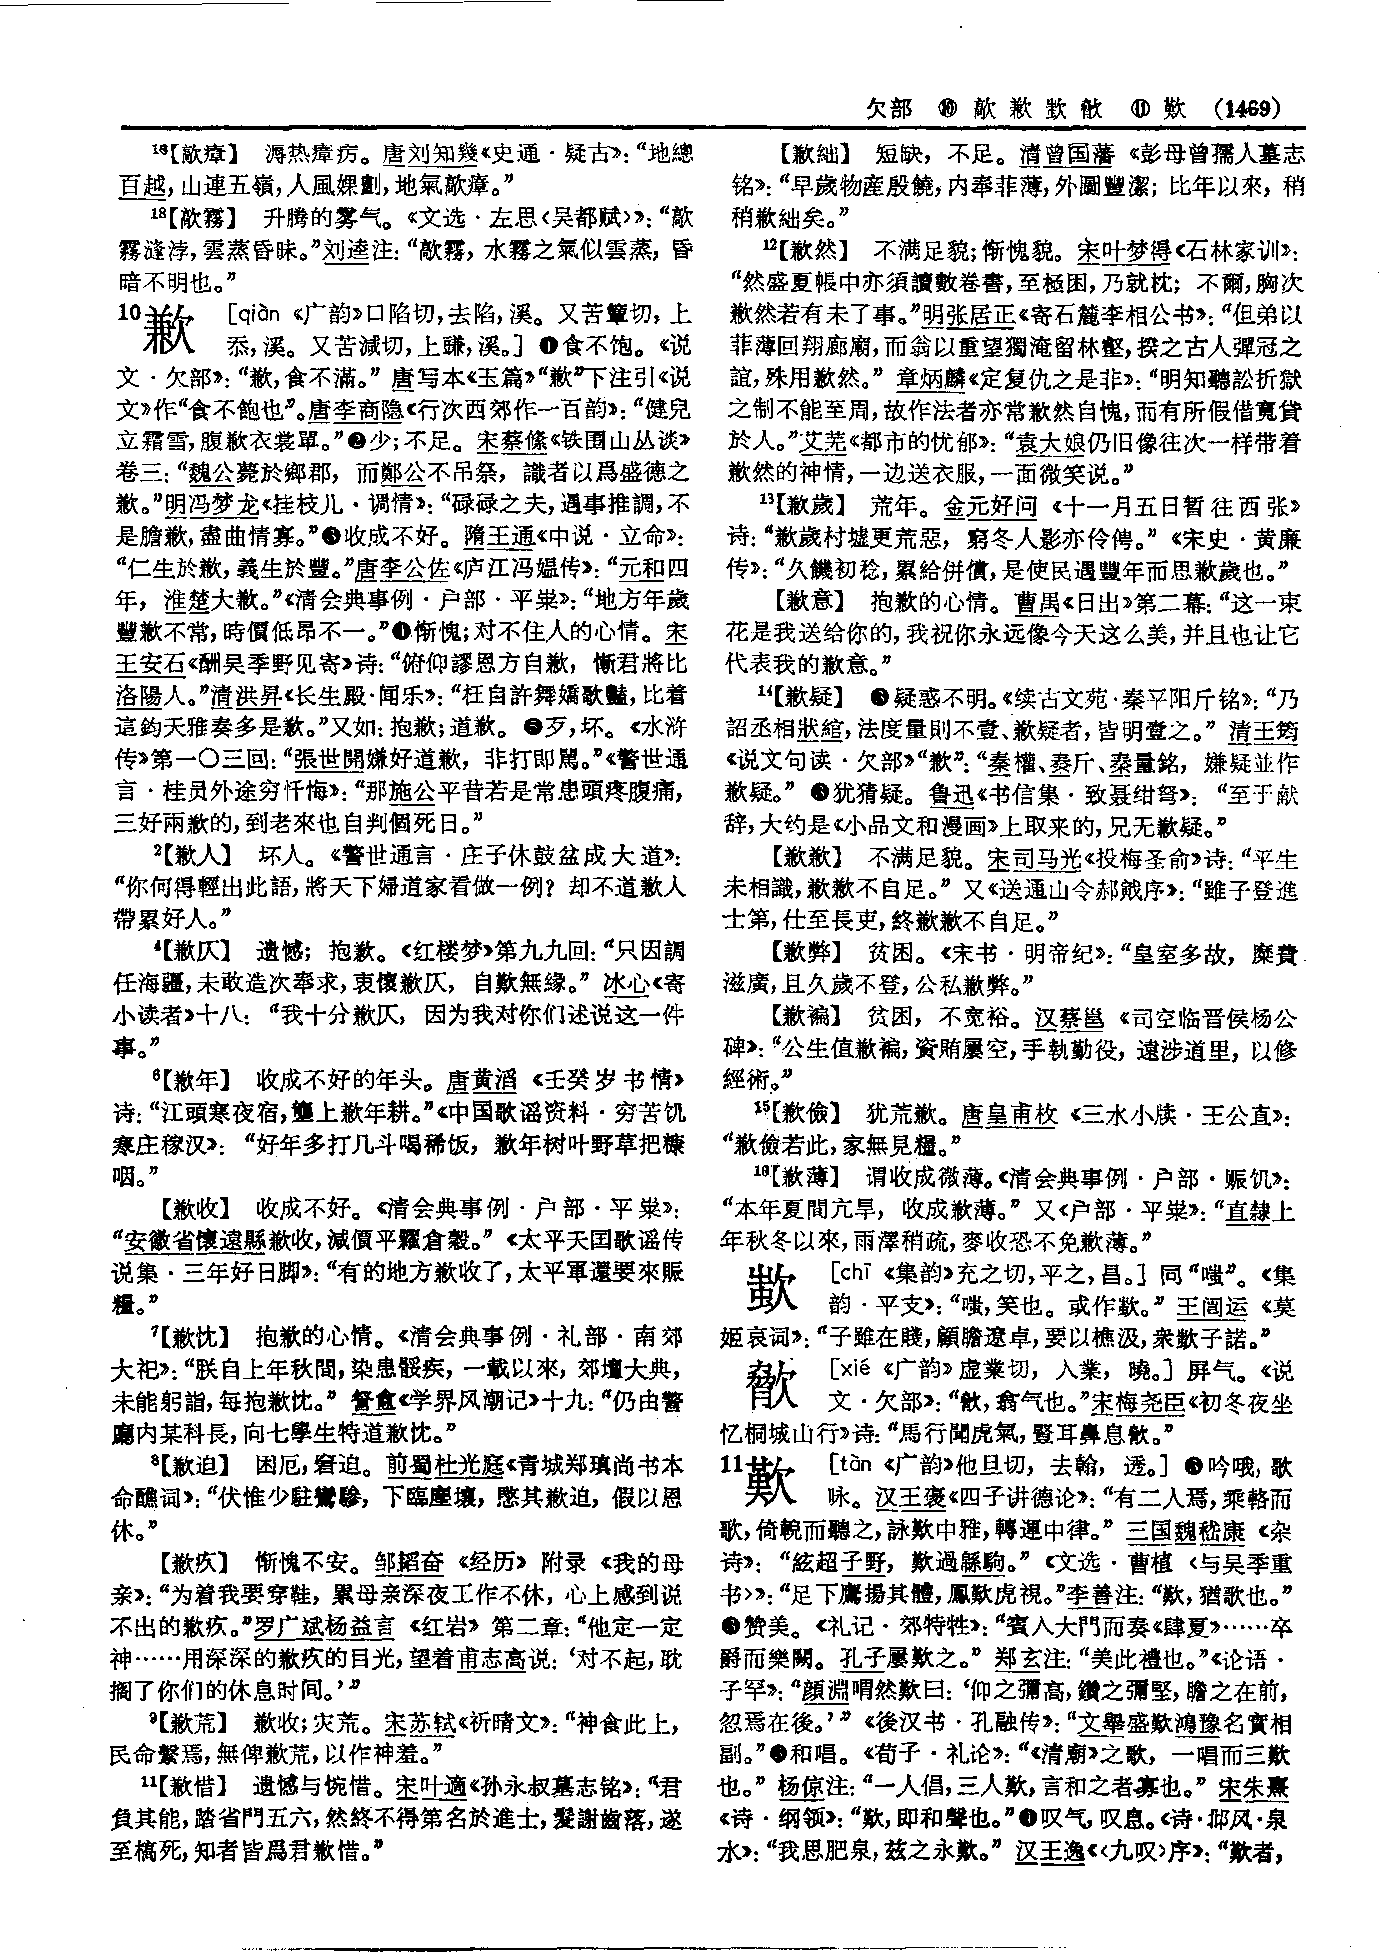 欠部 ⑩ 歊歉歖歙 ⑪ 歎 (1469)
16【歊瘴】 溽热瘴疠。唐刘知幾《史通·疑古》：“地總
百越，山連五嶺，人風婐劃，地氣歊瘴。”
18【歊霧】 升腾的雾气。《文选·左思〈吴都赋〉》：“歊
霧漨浡，雲蒸昏昧。”刘逵注：“歊霧，水霧之氣似雲蒸，昏
暗不明也。”
10歉 ［qiàn 《广韵》口陷切，去陷，溪。又苦簟切，上
忝，溪。又苦減切，上豏，溪。］ ❶食不饱。《说
文·欠部》：“歉，食不滿。” 唐写本《玉篇》“歉”下注引《说
文》作“食不飽也”。唐李商隐《行次西郊作一百韵》：“健兒
立霜雪，腹歉衣裳單。”❷少；不足。宋蔡絛《铁围山丛谈》
卷三：“魏公薨於鄉郡，而鄭公不吊祭，識者以爲盛德之
歉。”明冯梦龙《挂枝儿·调情》：“碌碌之夫，遇事推調，不
是膽歉，盡曲情寡。”❸收成不好。隋王通《中说·立命》：
“仁生於歉，義生於豐。”唐李公佐《庐江冯媪传》：“元和四
年，淮楚大歉。”《清会典事例·户部·平粜》：“地方年歲
豐歉不常，時價低昂不一。”❹惭愧；对不住人的心情。宋
王安石《酬吴季野见寄》诗：“俯仰謬恩方自歉，慚君將比
洛陽人。”清洪昇《长生殿·闻乐》：“枉自許舞嬌歌豔，比着
這鈞天雅奏多是歉。”又如：抱歉；道歉。❺歹，坏。《水浒
传》第一〇三回：“張世開嫌好道歉，非打即駡。”《警世通
言·桂员外途穷忏悔》：“那施公平昔若是常患頭疼腹痛，
三好兩歉的，到老來也自判個死日。”
2【歉人】 坏人。《警世通言·庄子休鼓盆成大道》：
“你何得輕出此語，將天下婦道家看做一例？却不道歉人
帶累好人。”
4【歉仄】 遗憾；抱歉。《红楼梦》第九九回：“只因調
任海疆，未敢造次奉求，衷懷歉仄，自歎無緣。” 冰心《寄
小读者》十八：“我十分歉仄，因为我对你们述说这一件
事。”
6【歉年】 收成不好的年头。唐黄滔《壬癸岁书情》
诗：“江頭寒夜宿，壟上歉年耕。”《中国歌谣资料·穷苦饥
寒庄稼汉》：“好年多打几斗喝稀饭，歉年树叶野草把糠
咽。”
【歉收】 收成不好。《清会典事例·户部·平粜》：
“安徽省懷遠縣歉收，減價平糶倉穀。”《太平天国歌谣传
说集·三年好日脚》：“有的地方歉收了，太平軍還要來賑
糧。”
7【歉忱】 抱歉的心情。《清会典事例·礼部·南郊
大祀》：“朕自上年秋間，染患骽疾，一載以來，郊壇大典，
未能躬詣，每抱歉忱。” 《学界风潮记》十九：“仍由警
廳内某科長，向七學生特道歉忱。”
8【歉迫】 困厄，窘迫。前蜀杜光庭《青城郑瑱尚书本
命醮词》：“伏惟少駐鸞驂，下臨塵壤，愍其歉迫，假以恩
休。”
【歉疚】 惭愧不安。邹韬奋《经历》附录《我的母
亲》：“为着我要穿鞋，累母亲深夜工作不休，心上感到说
不出的歉疚。”罗广斌杨益言《红岩》第二章：“他定一定
神……用深深的歉疚的目光，望着甫志高说：‘对不起，耽
搁了你们的休息时间。’”
9【歉荒】 歉收；灾荒。宋苏轼《祈晴文》：“神食此土，
民命繫焉，無俾歉荒，以作神羞。”
11【歉惜】 遗憾与惋惜。宋叶適《孙永叔墓志铭》：“君
負其能，踏省門五六，然終不得第名於進士，髪謝齒落，遂
至槁死，知者皆爲君歉惜。”
【歉絀】 短缺，不足。清曾国藩《彭母曾孺人墓志
铭》：“早歲物産殷饒，内奉菲薄，外圖豐潔；比年以來，稍
稍歉絀矣。”
12【歉然】 不满足貌；惭愧貌。宋叶梦得《石林家训》：
“然盛夏帳中亦須讀數卷書，至極困，乃就枕；不爾，胸次
歉然若有未了事。”明张居正《寄石麓李相公书》：“但弟以
菲薄回翔廊廟，而翁以重望獨淹留林壑，揆之古人彈冠之
誼，殊用歉然。” 章炳麟《定复仇之是非》：“明知聽訟折獄
之制不能至周，故作法者亦常歉然自愧，而有所假借寬貸
於人。”艾芜《都市的忧郁》：“袁大娘仍旧像往次一样带着
歉然的神情，一边送衣服，一面微笑说。”
13【歉歲】 荒年。金元好问《十一月五日暂往西张》
诗：“歉歲村墟更荒惡，窮冬人影亦伶俜。”《宋史·黄廉
传》：“久饑初稔，累給併償，是使民遇豐年而思歉歲也。”
【歉意】 抱歉的心情。曹禺《日出》第二幕：“这一束
花是我送给你的，我祝你永远像今天这么美，并且也让它
代表我的歉意。”
14【歉疑】 ❶疑惑不明。《续古文苑·秦平阳斤铭》：“乃
詔丞相狀綰，法度量則不壹、歉疑者，皆明壹之。” 清王筠
《说文句读·欠部》“歉”：“秦權、秦斤、秦量銘，嫌疑並作
歉疑。” ❷犹猜疑。鲁迅《书信集·致聂绀弩》：“至于献
辞，大约是《小品文和漫画》上取来的，兄无歉疑。”
【歉歉】 不满足貌。宋司马光《投梅圣俞》诗：“平生
未相識，歉歉不自足。” 又《送通山令郝戭序》：“雖子登進
士第，仕至長吏，終歉歉不自足。”
【歉弊】 贫困。《宋书·明帝纪》：“皇室多故，糜費
滋廣，且久歲不登，公私歉弊。”
【歉褊】 贫困，不宽裕。汉蔡邕《司空临晋侯杨公
碑》：“公生值歉褊，資賄屢空，手執勤役，遠涉道里，以修
經術。”
15【歉儉】 犹荒歉。唐皇甫枚《三水小牍·王公直》：
“歉儉若此，家無見糧。”
16【歉薄】 谓收成微薄。《清会典事例·户部·赈饥》：
“本年夏間亢旱，收成歉薄。” 又《户部·平粜》：“直隸上
年秋冬以來，雨澤稍疏，麥收恐不免歉薄。”
［chī 《集韵》充之切，平之，昌。］ 同“嗤”。《集
韵·平支》：“嗤，笑也。或作歖。” 王闿运《莫
姬哀词》：“子雖在賤，顧瞻遼卓，要以樵汲，衆歖子諾。”
歙 ［xié 《广韵》虚業切，入業，曉。］ 屏气。《说
文·欠部》：“歙，翕气也。”宋梅尧臣《初冬夜坐
忆桐城山行》诗：“馬行聞虎氣，豎耳鼻息歙。”
11歎 ［tàn 《广韵》他旦切，去翰，透。］ ❶吟哦，歌
咏。汉王褒《四子讲德论》：“有二人焉，乘輅而
歌，倚輗而聽之，詠歎中雅，轉運中律。” 三国魏嵇康《杂
诗》：“絃超子野，歎過緜駒。”《文选·曹植〈与吴季重
书〉》：“足下鷹揚其體，鳳歎虎視。”李善注：“歎，猶歌也。”
❷赞美。《礼记·郊特牲》：“賓入大門而奏《肆夏》……卒
爵而樂闋。孔子屢歎之。” 郑玄注：“美此禮也。”《论语·
子罕》：“顔淵喟然歎曰：‘仰之彌高，鑽之彌堅，瞻之在前，
忽焉在後。’”《後汉书·孔融传》：“文舉盛歎鴻豫名實相
副。”❸和唱。《荀子·礼论》：“《清廟》之歌，一唱而三歎
也。” 杨倞注：“一人倡，三人歎，言和之者寡也。” 宋朱熹
《诗·纲领》：“歎，即和聲也。”❹叹气，叹息。《诗·邶风·泉
水》：“我思肥泉，茲之永歎。” 汉王逸《〈九叹〉序》：“歎者，